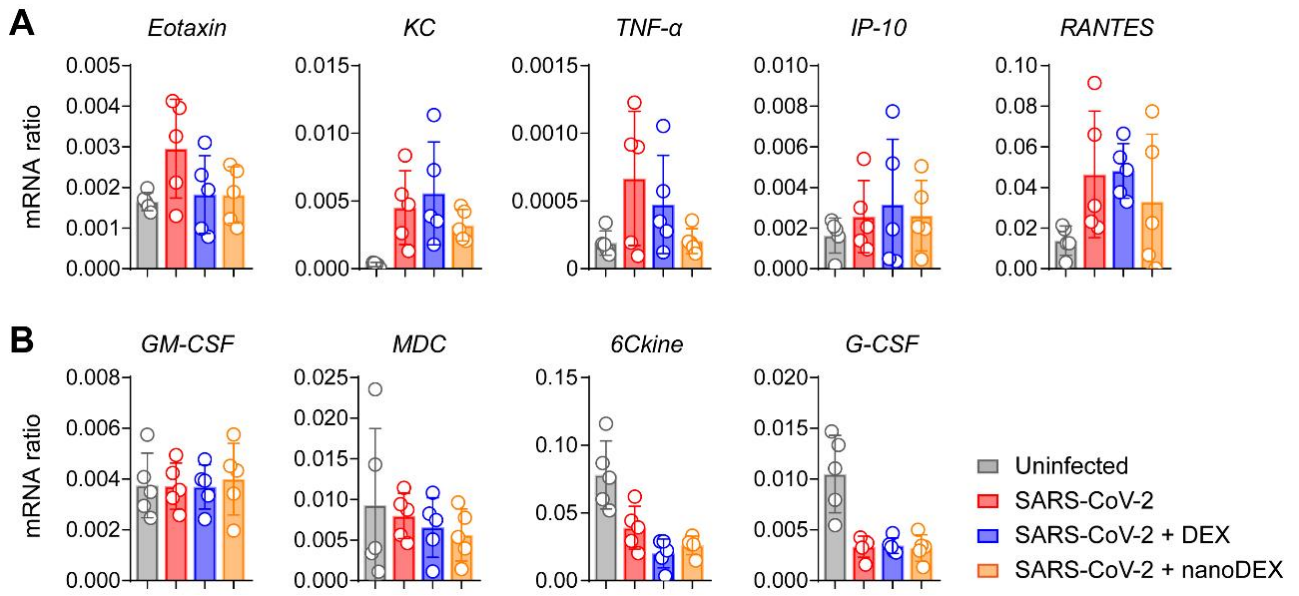 A
Eotaxin
KC
TNF-α
IP-10
RANTES
mRNA ratio
0.005
0.004
0.003
0.002
0.001
0.000
0.015
0.010
0.005
0.000
0.0015
0.0010
0.0005
0
0.010
0.008
0.006
0.004
0.002
0.000
0.10
0.08
0.06
0.04
0.02
0.00
B
GM-CSF
MDC
6Ckine
G-CSF
mRNA ratio
0.008
0.006
0.004
0.002
0.000
0.025
0.020
0.015
0.010
0.005
0.000
0.15
0.10
0.05
0.00
0.020
0.015
0.010
0.005
0.000
Uninfected
SARS-CoV-2
SARS-CoV-2 + DEX
SARS-CoV-2 + nanoDEX